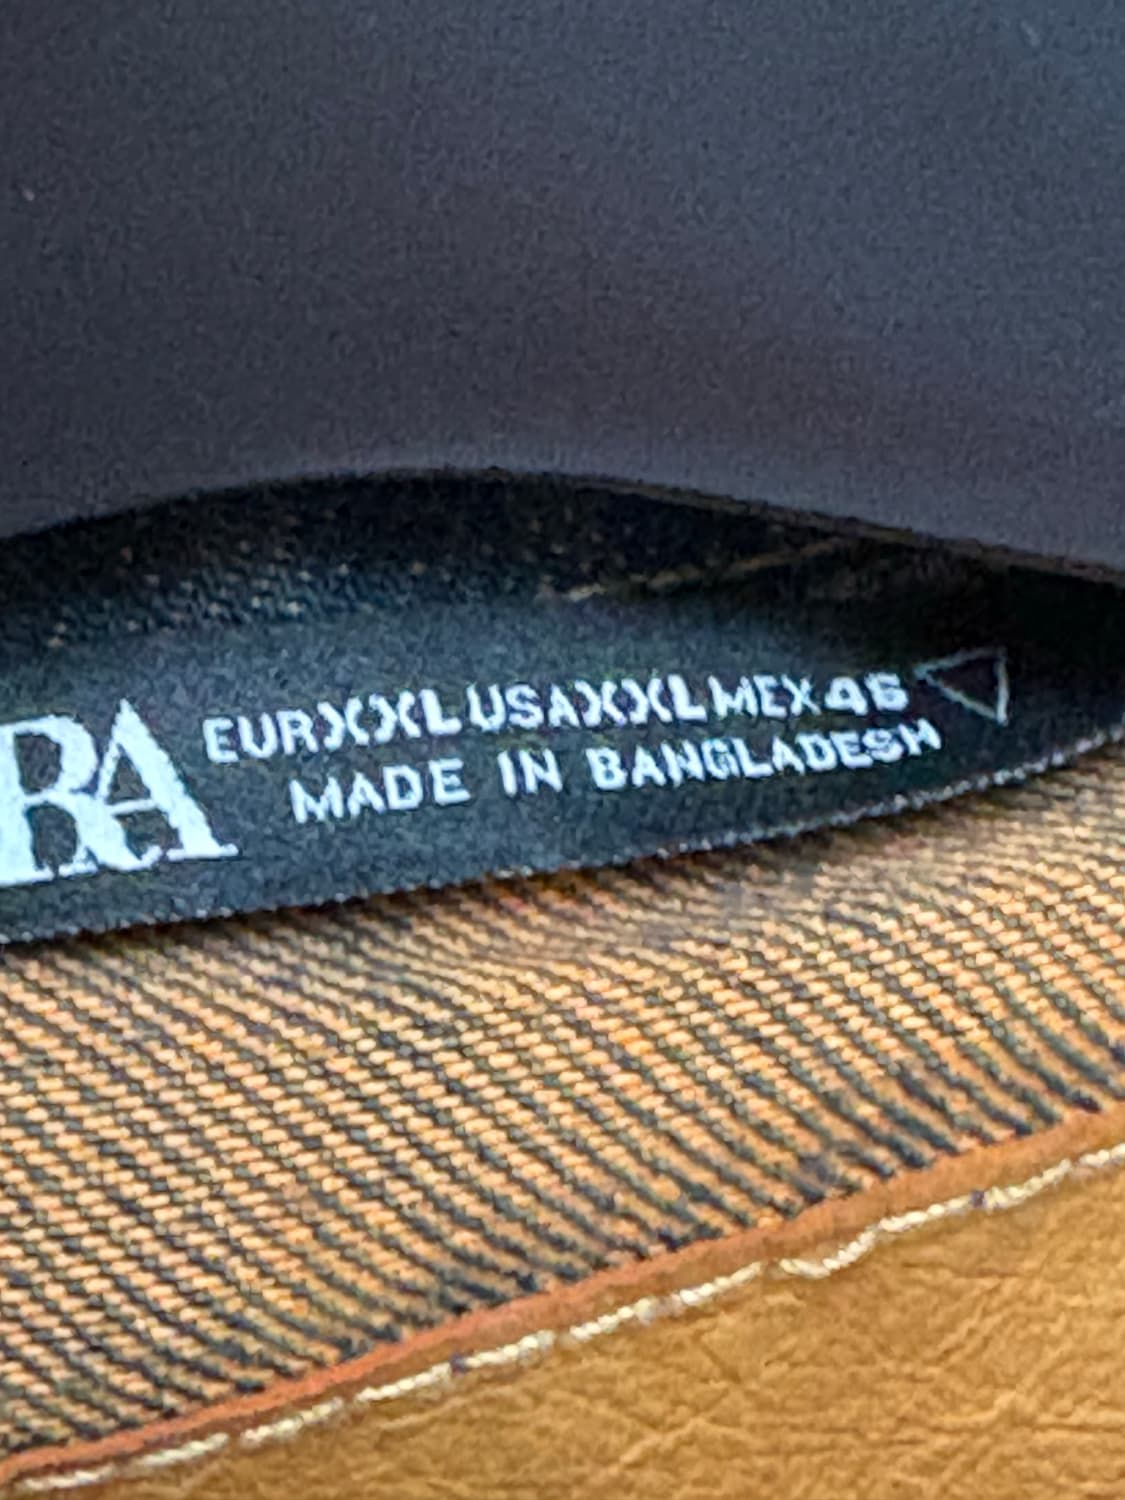 RA
EUR XXL USA XXL MEX 46
MADE IN BANGLADESH